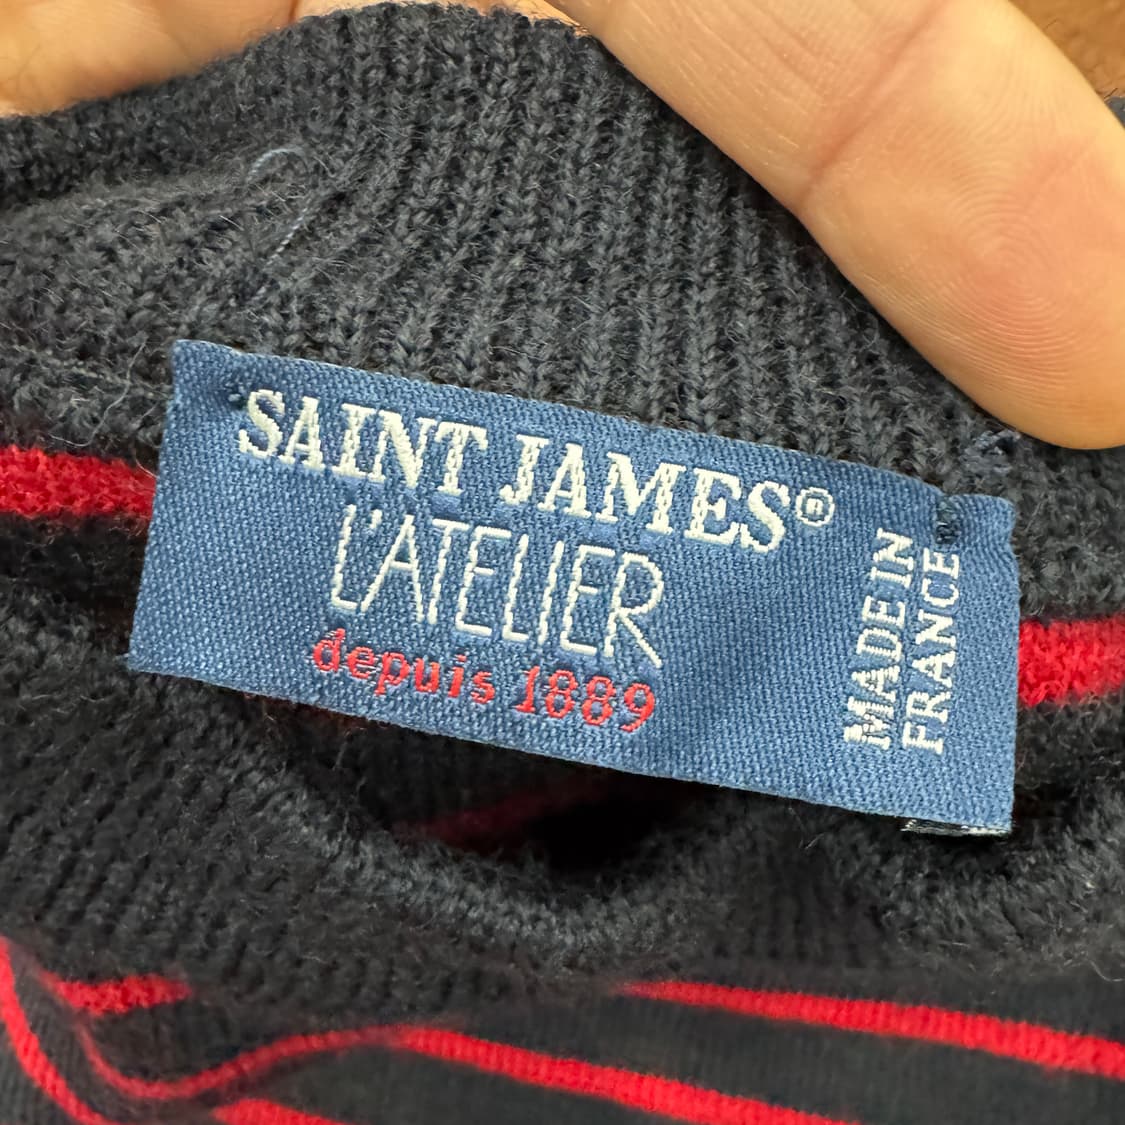 SAINT JAMES®
L'ATELIER
depuis 1889
MADE IN
FRANCE